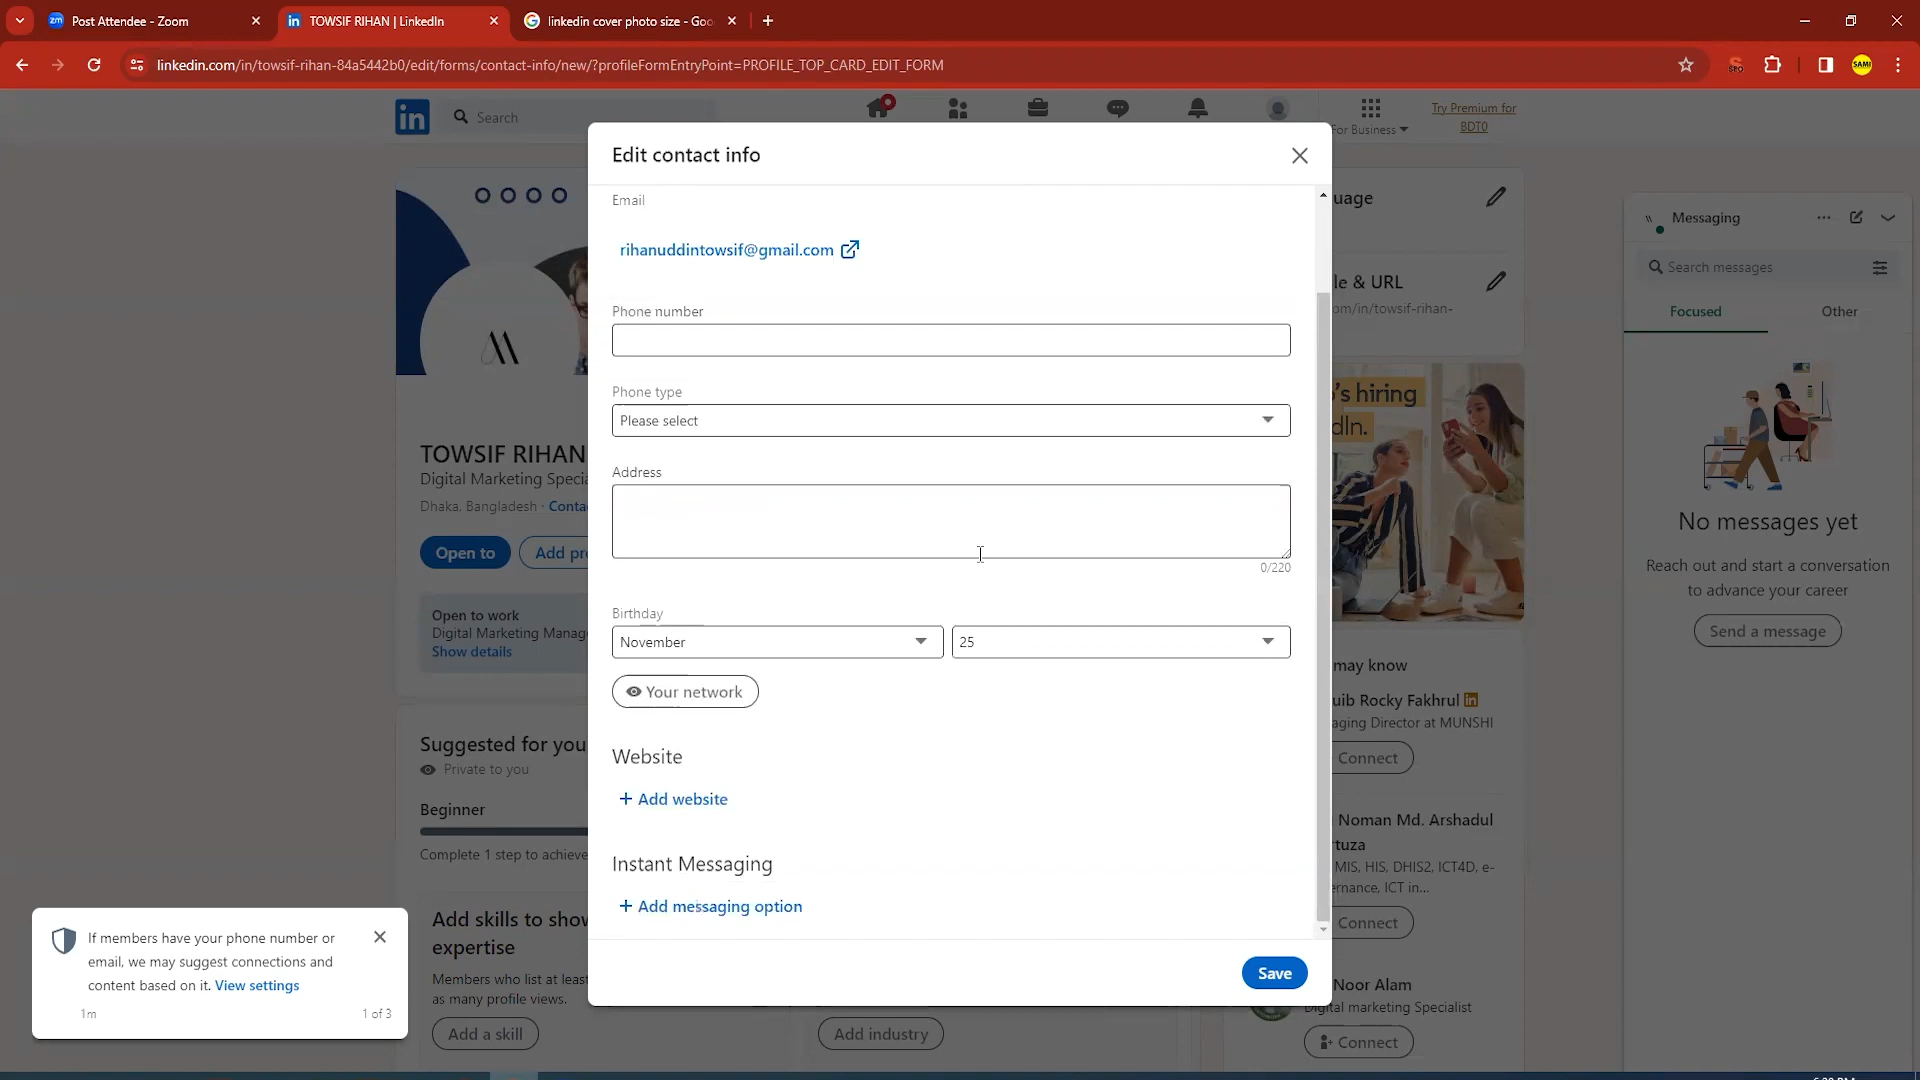 Post Attendee - Zoom
TOWSIF RIHAN | LinkedIn
linkedin cover photo size - Goo
linkedin.com/in/towsif-rihan-84a5442b0/edit/forms/contact-info/new/?profileFormEntryPoint=PROFILE_TOP_CARD_EDIT_FORM
SAMI
in
Search
For Business
Try Premium for
BDT0
Edit contact info
Email
rihanuddintowsif@gmail.com
Phone number
Phone type
Please select
Address
0/220
Birthday
November
25
Your network
Website
+ Add website
Instant Messaging
+ Add messaging option
Save
TOWSIF RIHAN
Digital Marketing Specia
Dhaka, Bangladesh · Conta
Open to
Add pr
Open to work
Digital Marketing Manag
Show details
Suggested for you
Private to you
Beginner
Complete 1 step to achieve
Add skills to show
expertise
Members who list at least
as many profile views.
Add a skill
Add industry
If members have your phone number or
email, we may suggest connections and
content based on it. View settings
1m
1 of 3
uage
le & URL
om/in/towsif-rihan-
's hiring
dIn.
may know
uib Rocky Fakhrul
aging Director at MUNSHI
Connect
Noman Md. Arshadul
rtuza
MIS, HIS, DHIS2, ICT4D, e-
ernance, ICT in...
Connect
Noor Alam
Digital marketing Specialist
Connect
Messaging
Search messages
Focused
Other
No messages yet
Reach out and start a conversation
to advance your career
Send a message